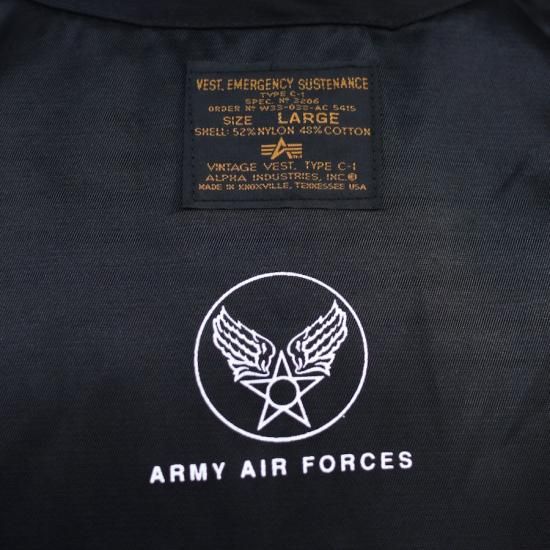 VEST, EMERGENCY SUSTENANCE
TYPE C-1
SPEC. Nº 3206
ORDER Nº W33-038-AC 5415
SIZE LARGE
SHELL: 52% NYLON 48% COTTON
VINTAGE VEST, TYPE C-1
ALPHA INDUSTRIES, INC.®
MADE IN KNOXVILLE, TENNESSEE USA
ARMY AIR FORCES